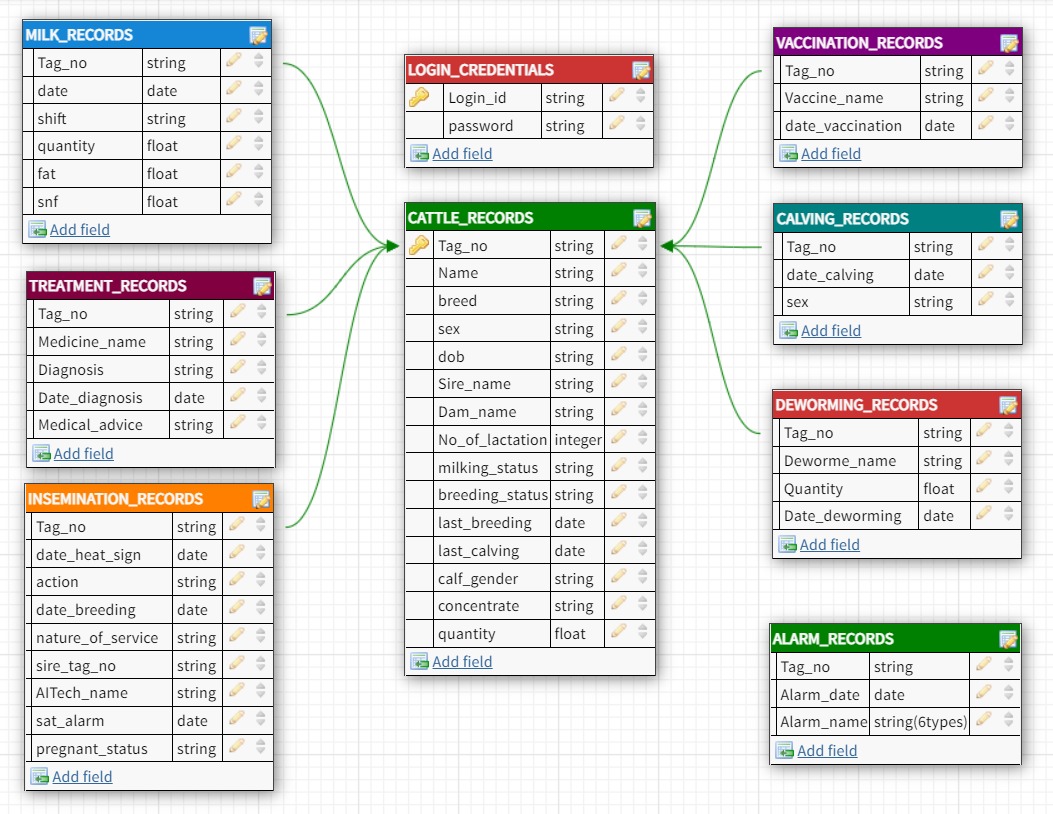 MILK_RECORDS
Tag_no string
date date
shift string
quantity float
fat float
snf float
Add field
TREATMENT_RECORDS
Tag_no string
Medicine_name string
Diagnosis string
Date_diagnosis date
Medical_advice string
Add field
INSEMINATION_RECORDS
Tag_no string
date_heat_sign date
action string
date_breeding date
nature_of_service string
sire_tag_no string
AITech_name string
sat_alarm date
pregnant_status string
Add field
LOGIN_CREDENTIALS
Login_id string
password string
Add field
CATTLE_RECORDS
Tag_no string
Name string
breed string
sex string
dob string
Sire_name string
Dam_name string
No_of_lactation integer
milking_status string
breeding_status string
last_breeding date
last_calving date
calf_gender string
concentrate string
quantity float
Add field
VACCINATION_RECORDS
Tag_no string
Vaccine_name string
date_vaccination date
Add field
CALVING_RECORDS
Tag_no string
date_calving date
sex string
Add field
DEWORMING_RECORDS
Tag_no string
Deworme_name string
Quantity float
Date_deworming date
Add field
ALARM_RECORDS
Tag_no string
Alarm_date date
Alarm_name string(6types)
Add field